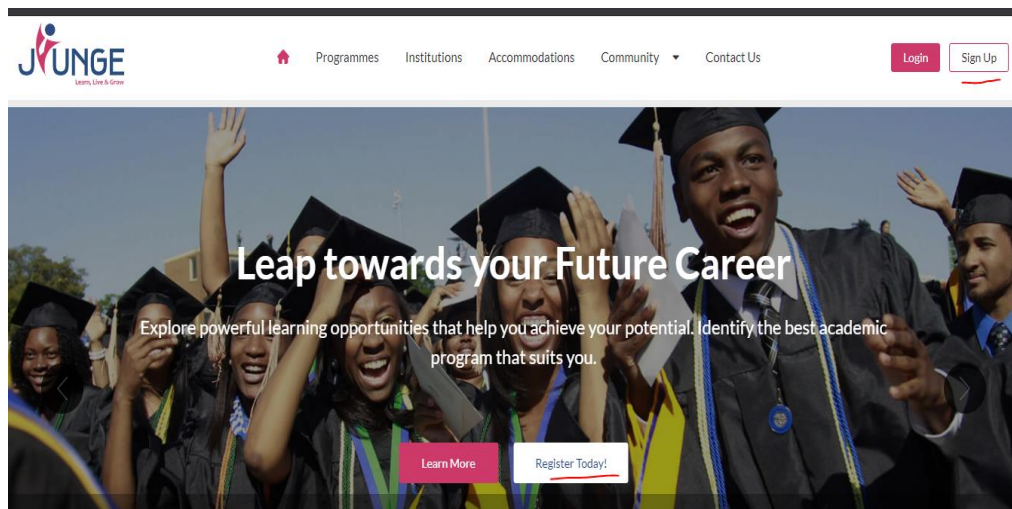 JIUNGE
Learn, Live & Grow
Programmes Institutions Accommodations Community Contact Us
Login Sign Up
Leap towards your Future Career
Explore powerful learning opportunities that help you achieve your potential. Identify the best academic
program that suits you.
Learn More Register Today!